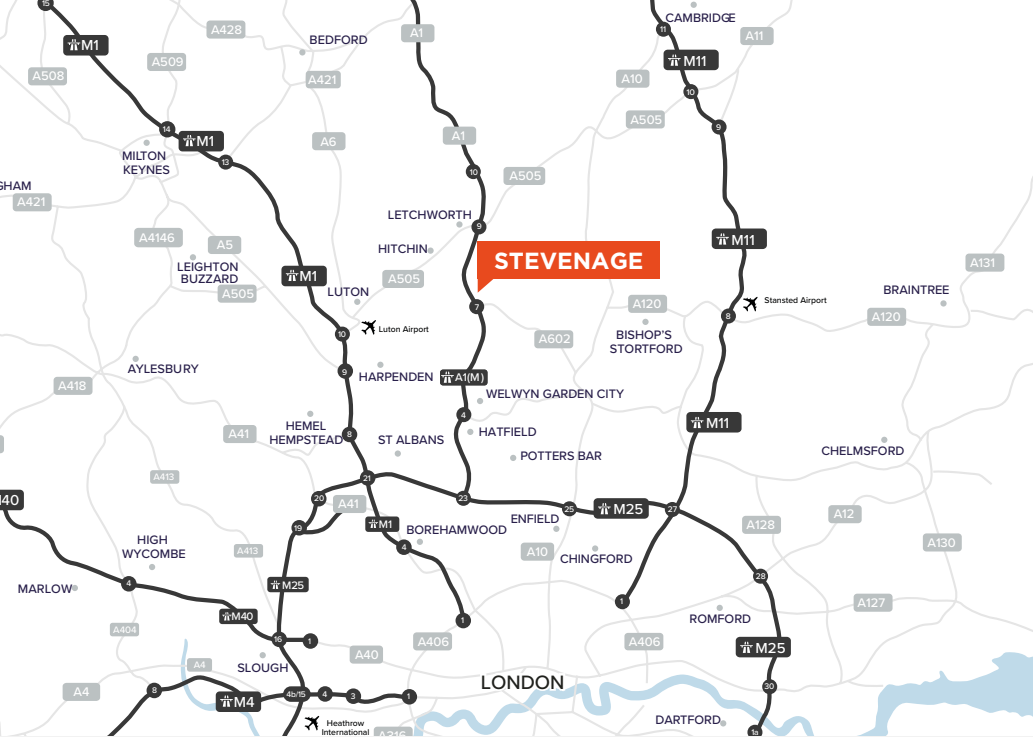 15
M1
A428
BEDFORD
A1
CAMBRIDGE
11
A11
M11
A508
A509
A421
A10
10
14
M1
A6
A1
A505
9
MILTON
KEYNES
13
10
A505
GHAM
A421
LETCHWORTH
9
A4146
A5
HITCHIN
STEVENAGE
M11
LEIGHTON
BUZZARD
M1
A505
A505
LUTON
A131
BRAINTREE
7
A120
Stansted Airport
8
A120
10
Luton Airport
A602
BISHOP'S
STORTFORD
AYLESBURY
9
HARPENDEN
A1(M)
A418
WELWYN GARDEN CITY
4
M11
HEMEL
HEMPSTEAD
8
A41
ST ALBANS
HATFIELD
POTTERS BAR
CHELMSFORD
A413
21
20
A41
23
25
M25
27
40
ENFIELD
A12
19
M1
BOREHAMWOOD
A128
4
A10
CHINGFORD
A130
HIGH
WYCOMBE
A413
MARLOW
4
M25
28
1
A127
M40
1
ROMFORD
A404
16
1
A406
A406
M25
A40
SLOUGH
A4
A4
8
M4
4b/15
4
3
1
LONDON
30
Heathrow
International
DARTFORD
1a